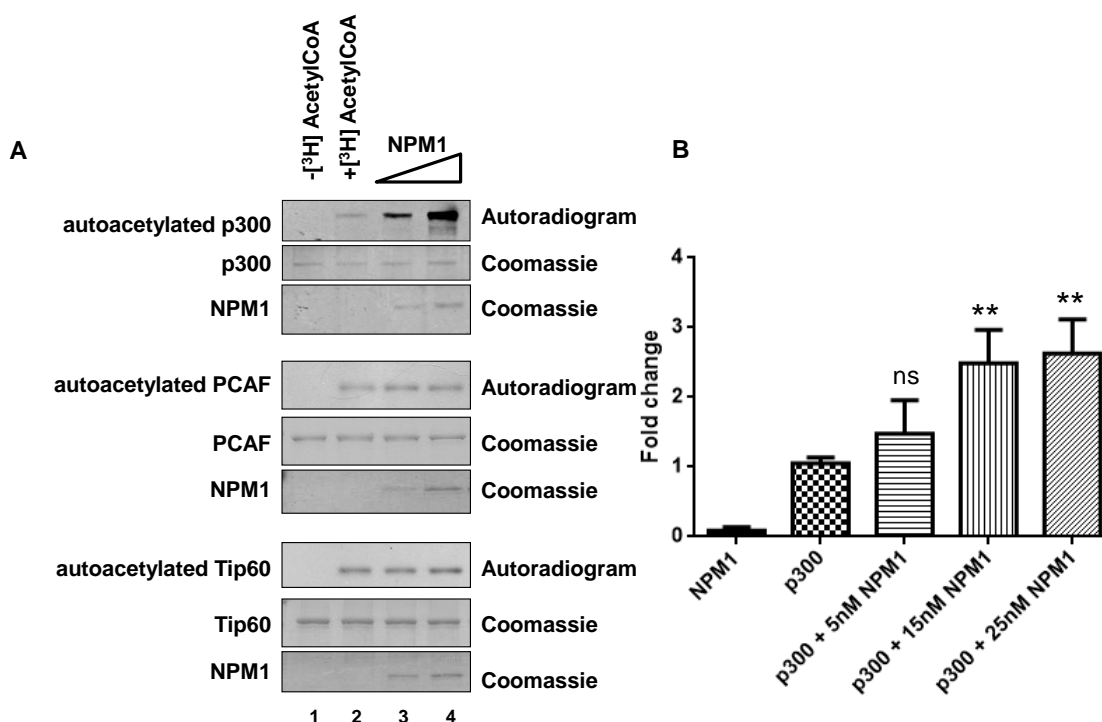 A
-[³H] AcetylCoA
+[³H] AcetylCoA
NPM1
autoacetylated p300
Autoradiogram
p300
Coomassie
NPM1
Coomassie
autoacetylated PCAF
Autoradiogram
PCAF
Coomassie
NPM1
Coomassie
autoacetylated Tip60
Autoradiogram
Tip60
Coomassie
NPM1
Coomassie
1 2 3 4
B
Fold change
4
3
2
1
0
ns
**
**
NPM1
p300
p300 + 5nM NPM1
p300 + 15nM NPM1
p300 + 25nM NPM1